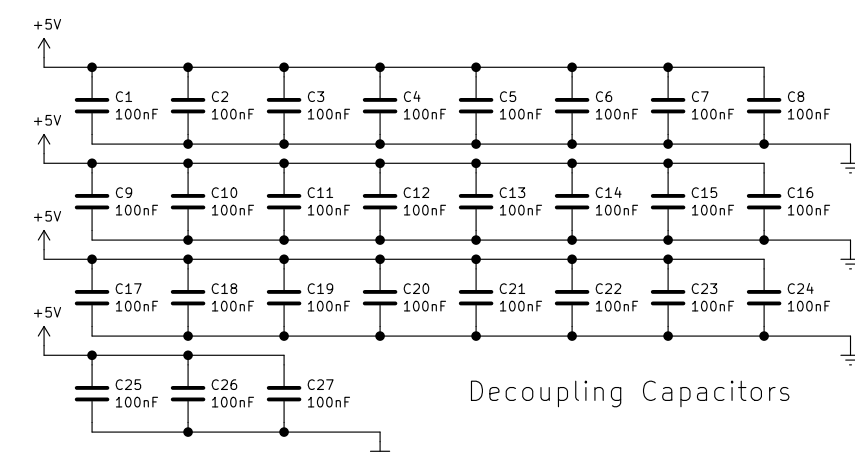 +5V
C1 C2 C3 C4 C5 C6 C7 C8
100nF 100nF 100nF 100nF 100nF 100nF 100nF 100nF
+5V
C9 C10 C11 C12 C13 C14 C15 C16
100nF 100nF 100nF 100nF 100nF 100nF 100nF 100nF
+5V
C17 C18 C19 C20 C21 C22 C23 C24
100nF 100nF 100nF 100nF 100nF 100nF 100nF 100nF
+5V
C25 C26 C27
100nF 100nF 100nF
Decoupling Capacitors